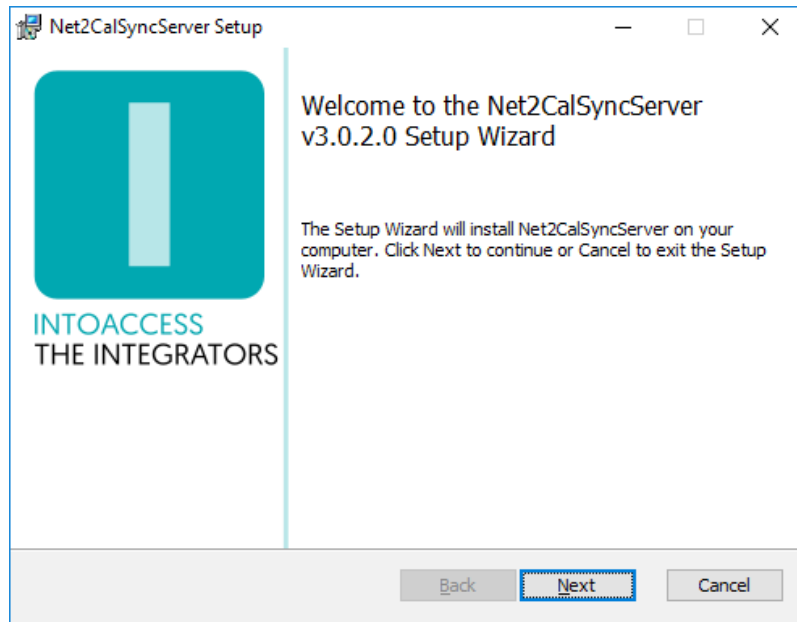 Net2CalSyncServer Setup
Welcome to the Net2CalSyncServer
v3.0.2.0 Setup Wizard
The Setup Wizard will install Net2CalSyncServer on your
computer. Click Next to continue or Cancel to exit the Setup
Wizard.
INTOACCESS
THE INTEGRATORS
Back
Next
Cancel